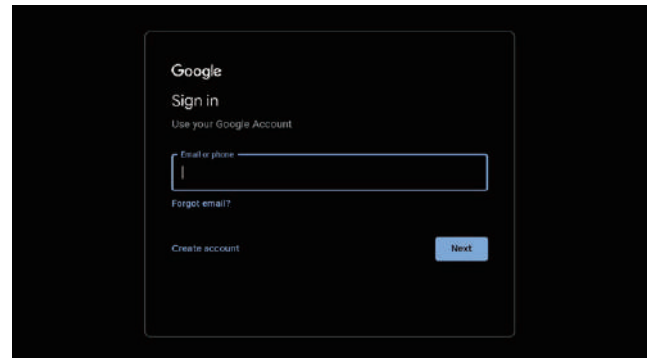 Google
Sign in
Use your Google Account
Email or phone
Forgot email?
Create account
Next